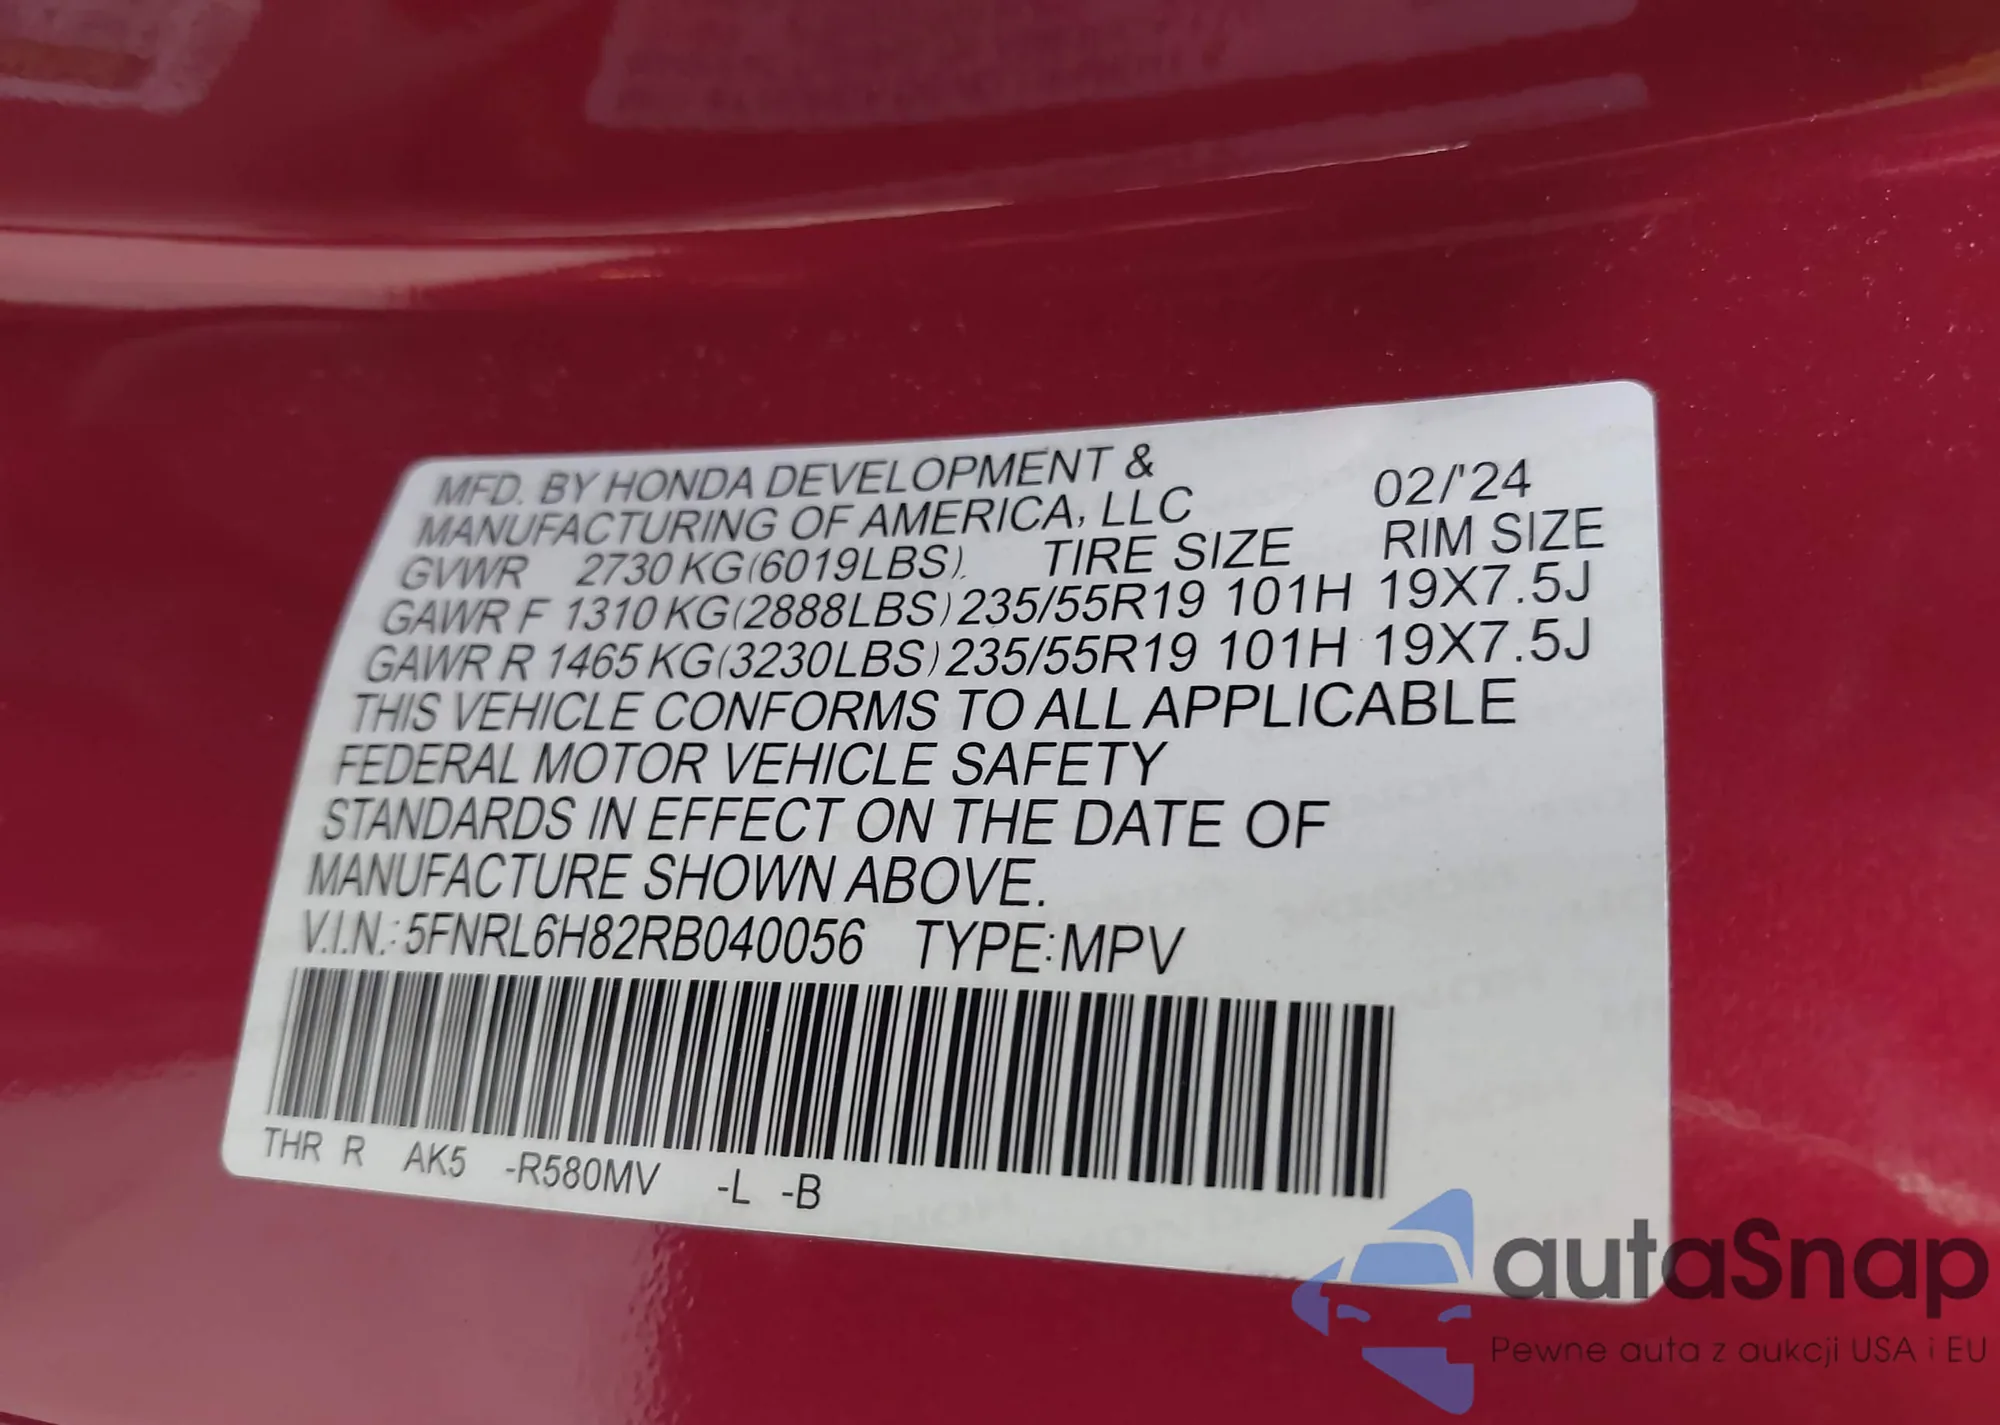 MFD. BY HONDA DEVELOPMENT &
MANUFACTURING OF AMERICA, LLC 02/'24
GVWR 2730 KG(6019LBS) TIRE SIZE RIM SIZE
GAWR F 1310 KG(2888LBS) 235/55R19 101H 19X7.5J
GAWR R 1465 KG(3230LBS) 235/55R19 101H 19X7.5J
THIS VEHICLE CONFORMS TO ALL APPLICABLE
FEDERAL MOTOR VEHICLE SAFETY
STANDARDS IN EFFECT ON THE DATE OF
MANUFACTURE SHOWN ABOVE.
V.I.N.: 5FNRL6H82RB040056 TYPE: MPV
THR R AK5 -R580MV -L -B
autaSnap
Pewne auta z aukcji USA i EU